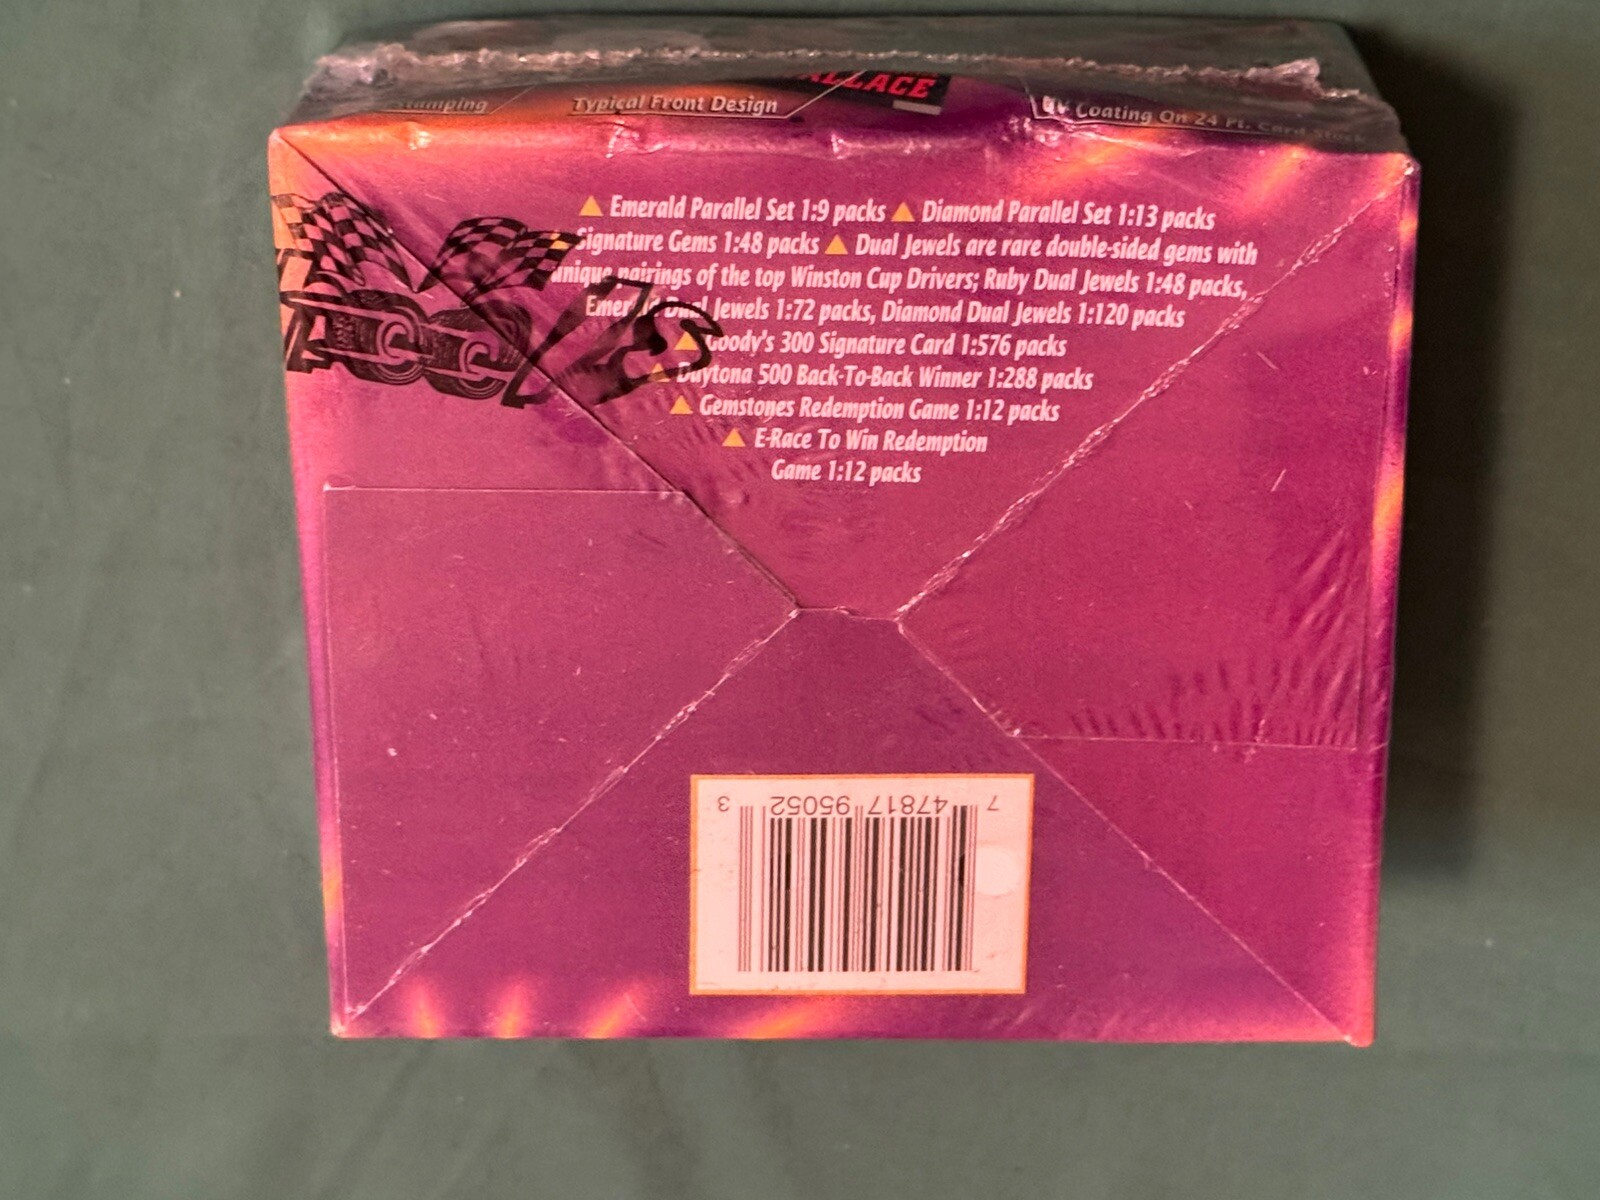 Stamping
Typical Front Design
WALLACE
UV Coating On 24 Pt. Card Stock
Emerald Parallel Set 1:9 packs Diamond Parallel Set 1:13 packs
Signature Gems 1:48 packs Dual Jewels are rare double-sided gems with
unique pairings of the top Winston Cup Drivers; Ruby Dual Jewels 1:48 packs,
Emerald Dual Jewels 1:72 packs, Diamond Dual Jewels 1:120 packs
Goody's 300 Signature Card 1:576 packs
Daytona 500 Back-To-Back Winner 1:288 packs
Gemstones Redemption Game 1:12 packs
E-Race To Win Redemption
Game 1:12 packs
7 47817 95052 3